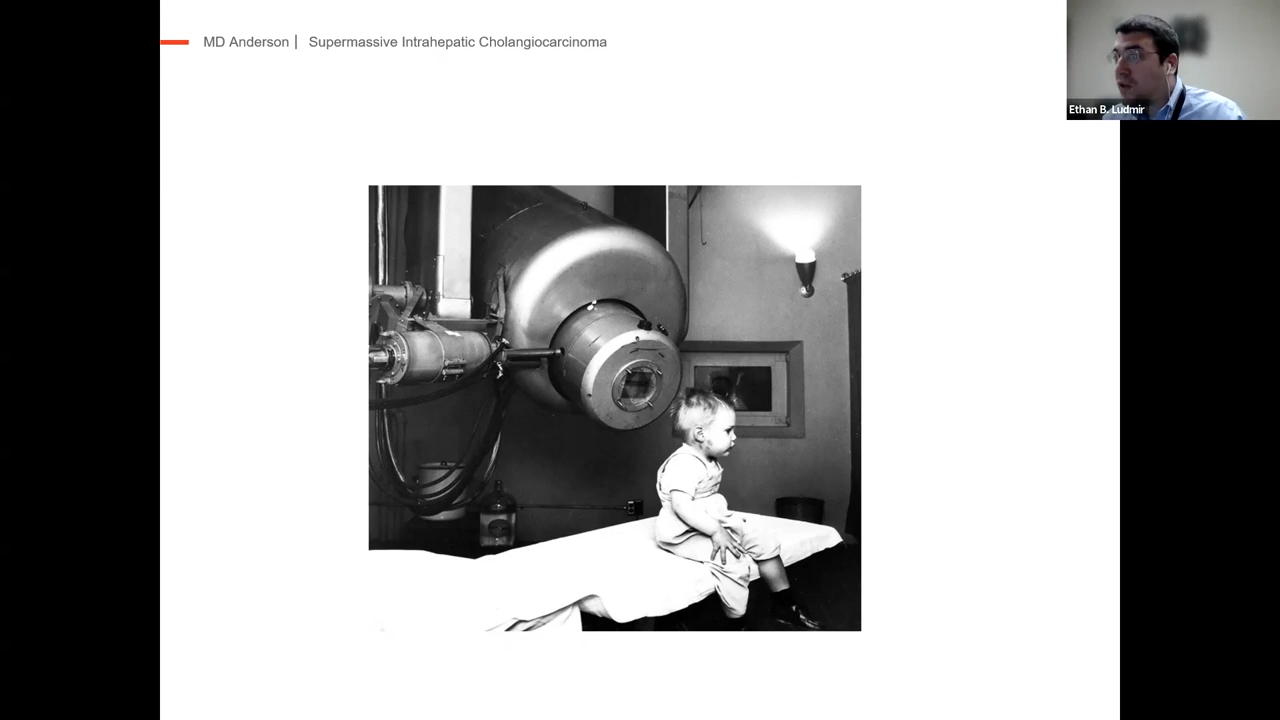 MD Anderson | Supermassive Intrahepatic Cholangiocarcinoma
Ethan B. Ludmir